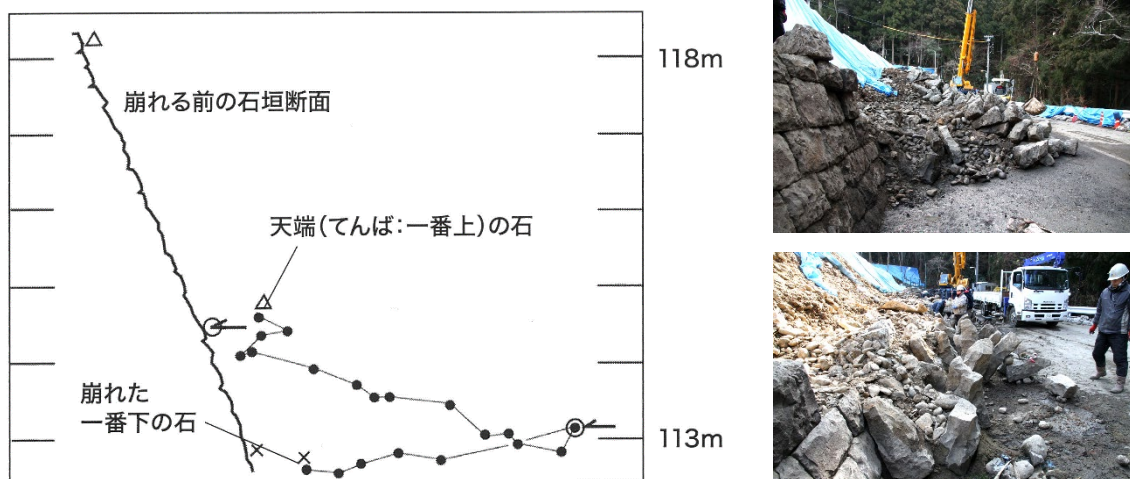 118m
崩れる前の石垣断面
天端(てんば：一番上)の石
崩れた
一番下の石
113m